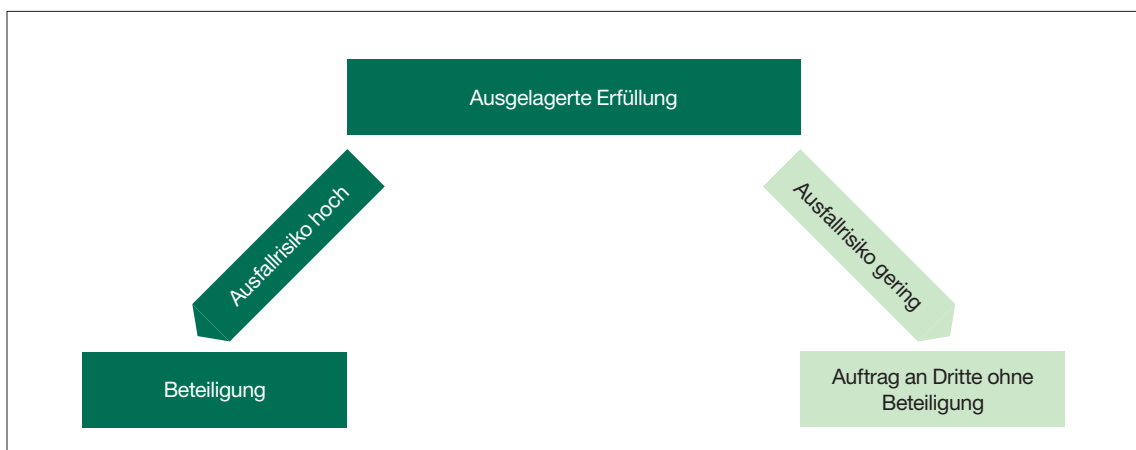 Ausgelagerte Erfüllung
Ausfallrisiko hoch
Ausfallrisiko gering
Beteiligung
Auftrag an Dritte ohne
Beteiligung